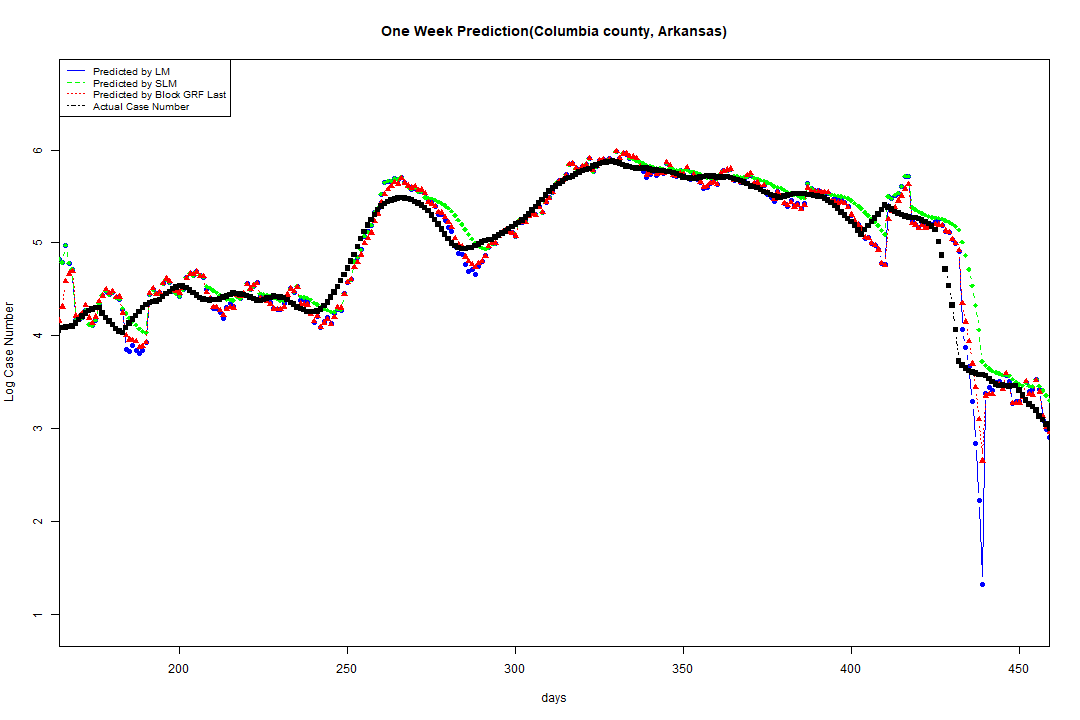 One Week Prediction(Columbia county, Arkansas)
Predicted by LM
Predicted by SLM
Predicted by Block GRF Last
Actual Case Number
Log Case Number
6
5
4
3
2
1
200 250 300 350 400 450
days